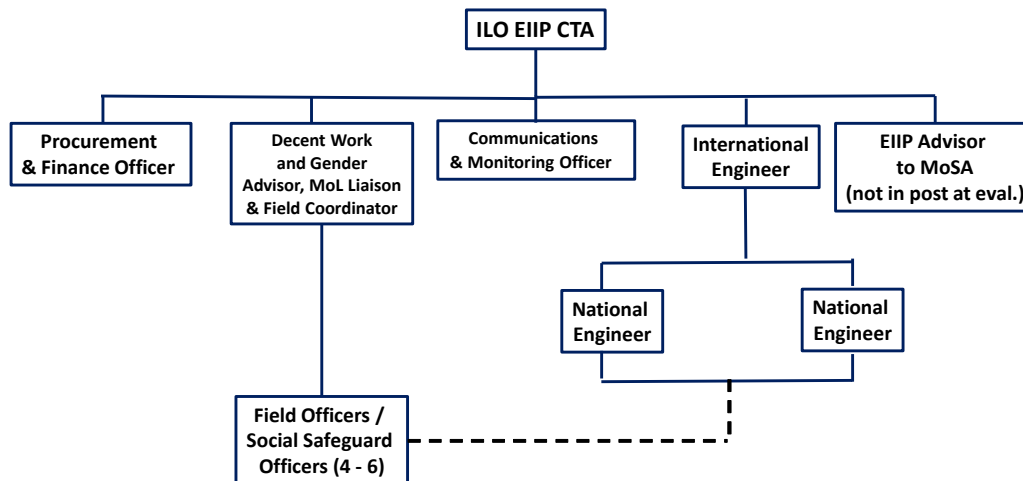 ILO EIIP CTA
Procurement
& Finance Officer
Decent Work
and Gender
Advisor, MoL Liaison
& Field Coordinator
Communications
& Monitoring Officer
International
Engineer
EIIP Advisor
to MoSA
(not in post at eval.)
National
Engineer
National
Engineer
Field Officers /
Social Safeguard
Officers (4 - 6)